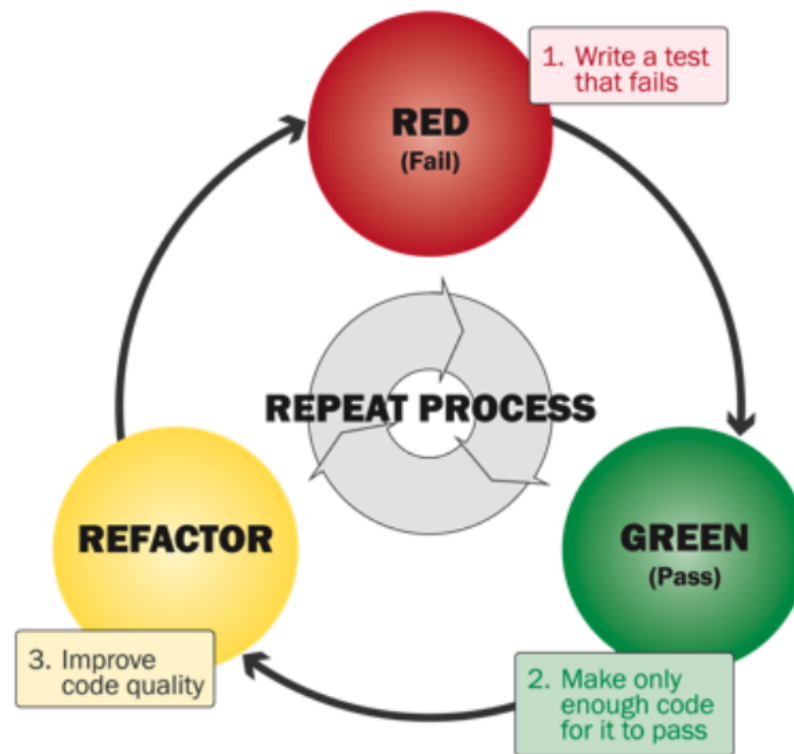 1. Write a test
that fails
RED
(Fail)
REPEAT PROCESS
REFACTOR
GREEN
(Pass)
3. Improve
code quality
2. Make only
enough code
for it to pass